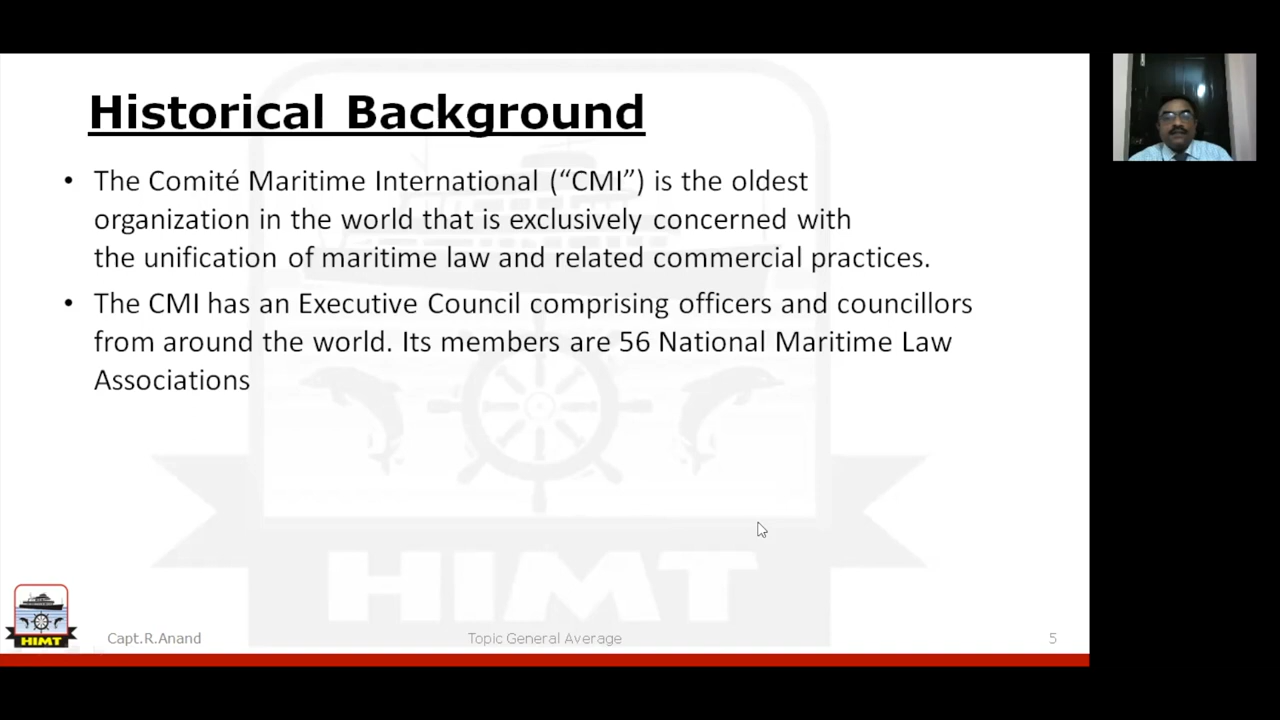 Historical Background
• The Comité Maritime International (“CMI”) is the oldest
organization in the world that is exclusively concerned with
the unification of maritime law and related commercial practices.
• The CMI has an Executive Council comprising officers and councillors
from around the world. Its members are 56 National Maritime Law
Associations
HIMT
HIMT
Capt.R.Anand
Topic General Average
5